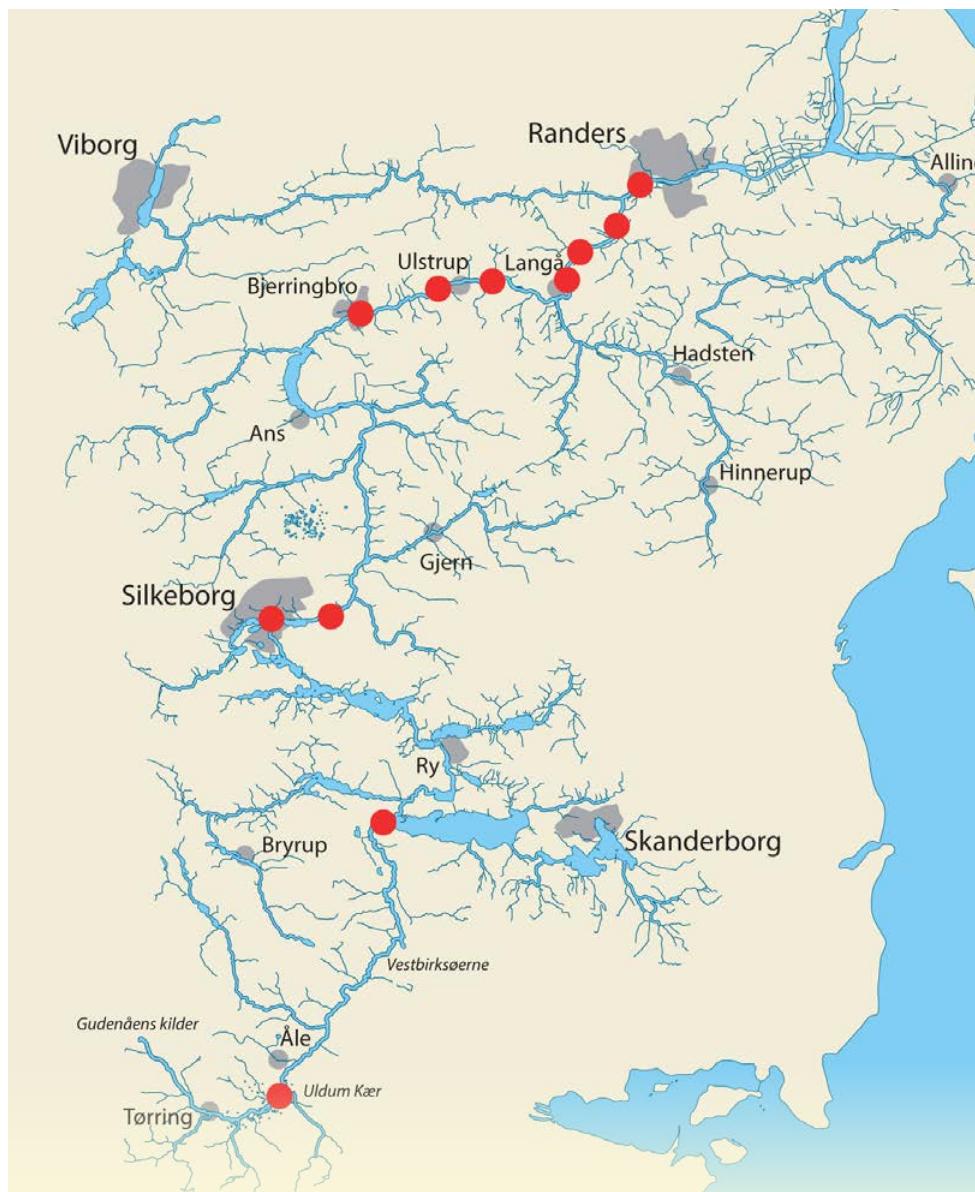 Viborg
Randers
Allin
Ulstrup
Langå
Bjerringbro
Hadsten
Ans
Hinnerup
Gjern
Silkeborg
Ry
Skanderborg
Bryrup
Vestbirksøerne
Gudenåens kilder
Åle
Uldum Kær
Tørring